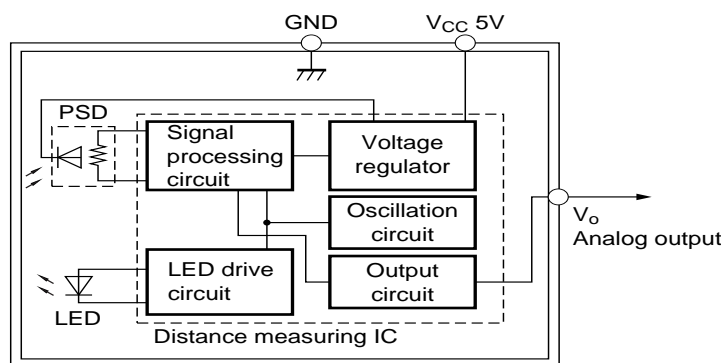 GND
VCC 5V
PSD
Signal
processing
circuit
Voltage
regulator
Oscillation
circuit
Vo
Analog output
LED drive
circuit
Output
circuit
LED
Distance measuring IC